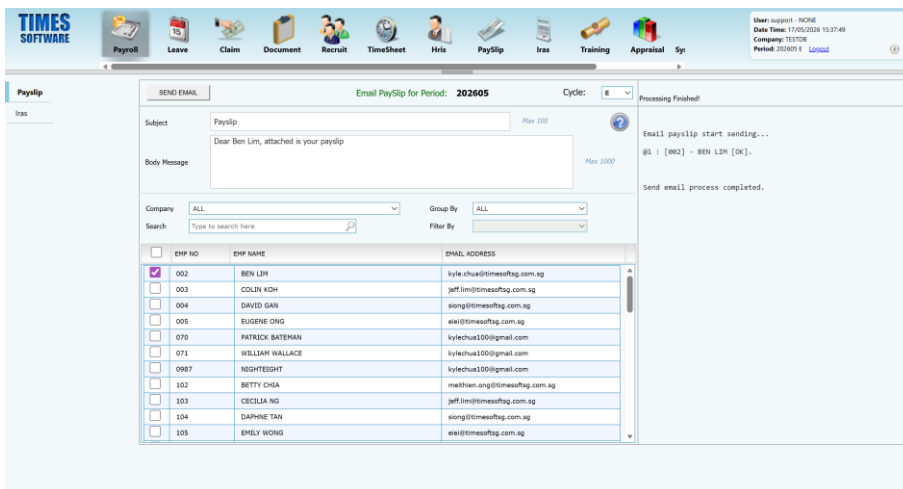 TIMES
SOFTWARE
Payroll
15
Leave
Claim
Document
Recruit
TimeSheet
Hris
PaySlip
Iras
Training
Appraisal
User: support - NONE
Date Time: 17/05/2026 15:37:49
Company: TESTDB
Period: 202605 E Logout
Payslip
Iras
SEND EMAIL
Email PaySlip for Period: 202605
Cycle: E
Processing Finished!
Subject Payslip Max 100
?
Body Message Dear Ben Lim, attached is your payslip Max 1000
Email payslip start sending...
@1 : [002] - BEN LIM [OK].
Send email process completed.
Company ALL Group By ALL
Search Type to search here Filter By
EMP NO EMP NAME EMAIL ADDRESS
002 BEN LIM kyle.chua@timesoftsg.com.sg
003 COLIN KOH jeff.lim@timesoftsg.com.sg
004 DAVID GAN siong@timesoftsg.com.sg
005 EUGENE ONG eiei@timesoftsg.com.sg
070 PATRICK BATEMAN kylechua100@gmail.com
071 WILLIAM WALLACE kylechua100@gmail.com
0987 NIGHTEIGHT kylechua100@gmail.com
102 BETTY CHIA meithien.ong@timesoftsg.com.sg
103 CECILIA NG jeff.lim@timesoftsg.com.sg
104 DAPHNE TAN siong@timesoftsg.com.sg
105 EMILY WONG eiei@timesoftsg.com.sg